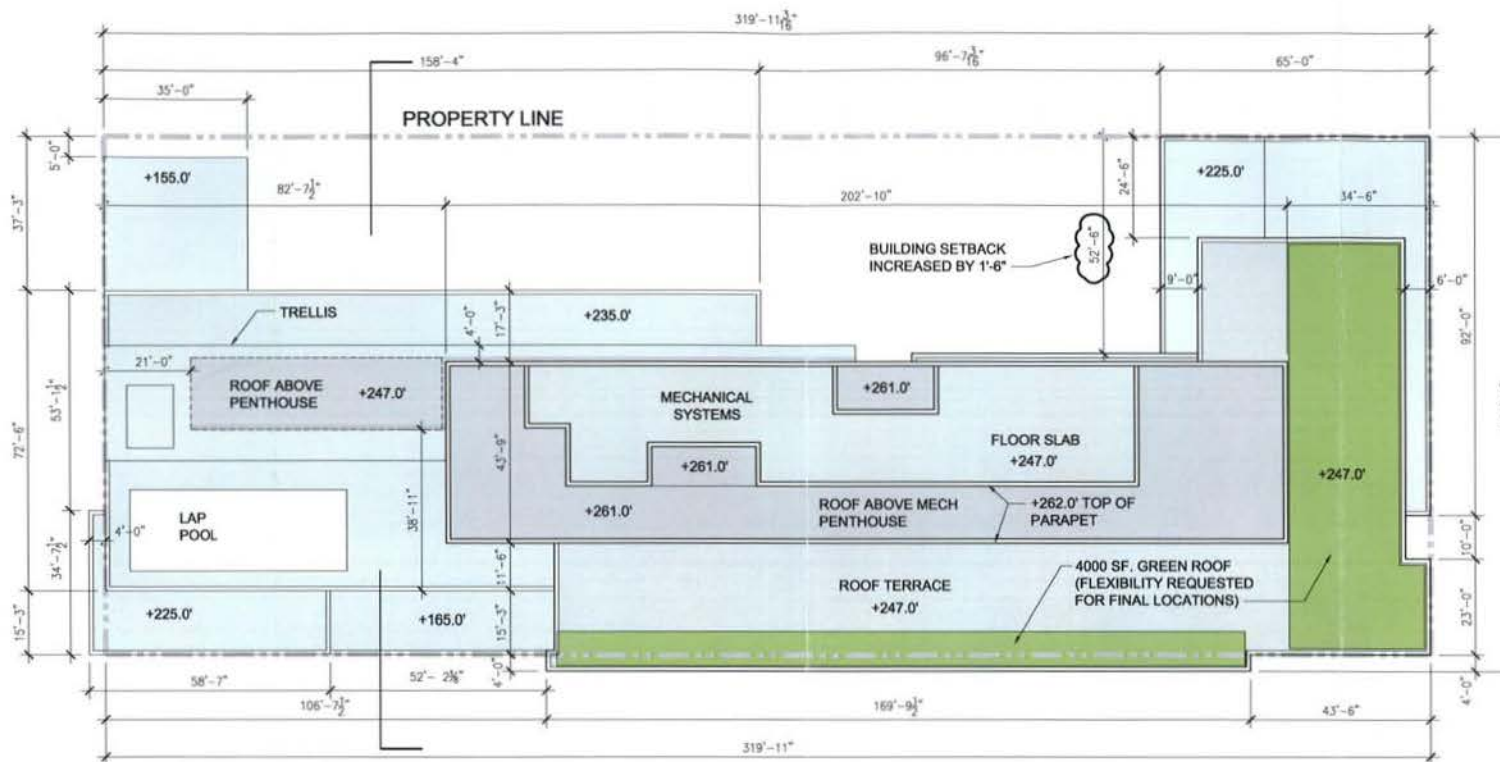 319'-11 3/16"
158'-4"
96'-7 3/16"
65'-0"
35'-0"
PROPERTY LINE
5'-0"
+155.0'
+225.0'
24'-6"
37'-3"
82'-7 1/2"
202'-10"
34'-6"
52'-6"
BUILDING SETBACK
INCREASED BY 1'-6"
9'-0"
6'-0"
TRELLIS
4'-0"
17'-3"
+235.0'
92'-0"
21'-0"
ROOF ABOVE
PENTHOUSE
+247.0'
MECHANICAL
SYSTEMS
+261.0'
53'-1 1/2"
72'-6"
43'-9"
FLOOR SLAB
+247.0'
+261.0'
+247.0'
38'-11"
+261.0'
ROOF ABOVE MECH
PENTHOUSE
+262.0' TOP OF
PARAPET
LAP
POOL
4'-0"
34'-7 1/2"
11'-6"
10'-0"
ROOF TERRACE
+247.0'
4000 SF. GREEN ROOF
(FLEXIBILITY REQUESTED
FOR FINAL LOCATIONS)
23'-0"
15'-3"
+225.0'
+165.0'
15'-3"
4'-0"
4'-0"
58'-7"
106'-7 1/2"
169'-9 1/2"
43'-6"
319'-11"